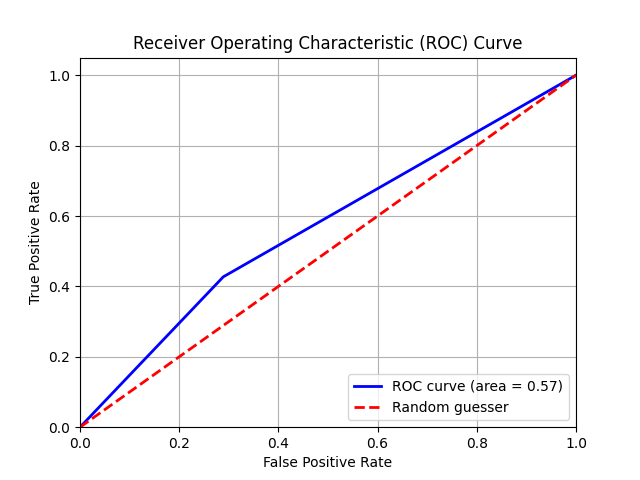 Receiver Operating Characteristic (ROC) Curve
True Positive Rate
1.0
0.8
0.6
0.4
0.2
0.0
0.0 0.2 0.4 0.6 0.8 1.0
False Positive Rate
ROC curve (area = 0.57)
Random guesser